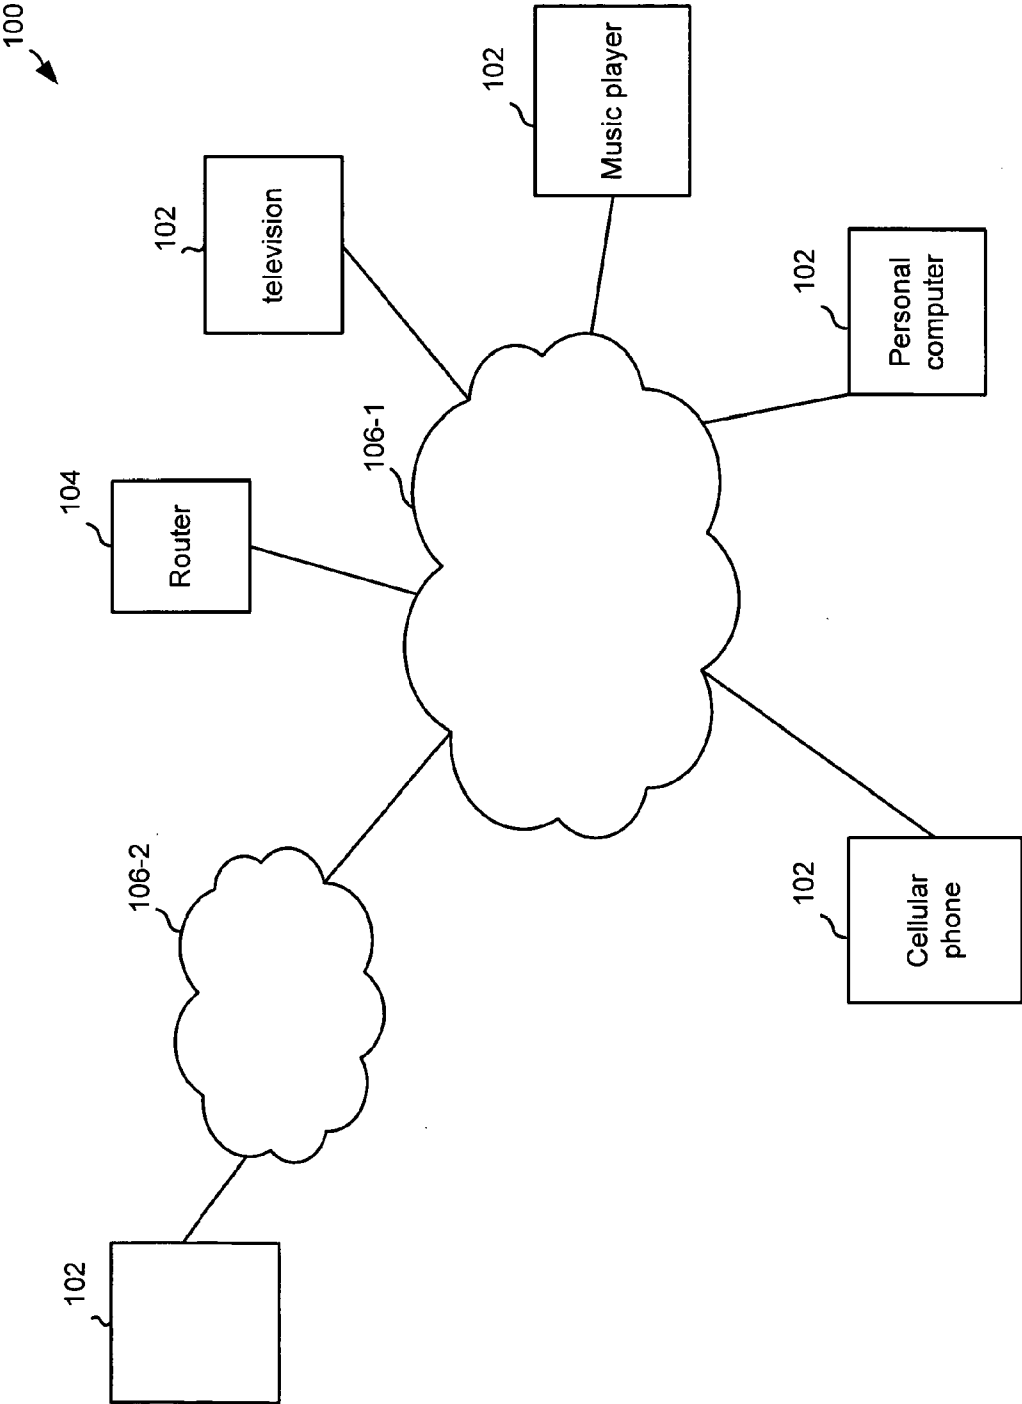 100
102
television
102
Music player
104
Router
106-1
102
Personal
computer
106-2
102
Cellular
phone
102